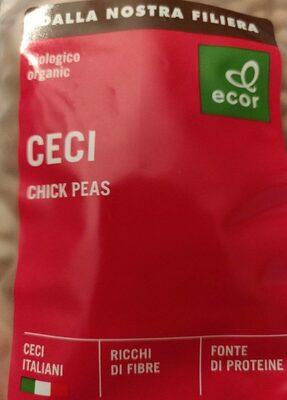 DALLA NOSTRA FILIERA
biologico
organic
ecor
CECI
CHICK PEAS
CECI
ITALIANI
RICCHI
DI FIBRE
FONTE
DI PROTEINE